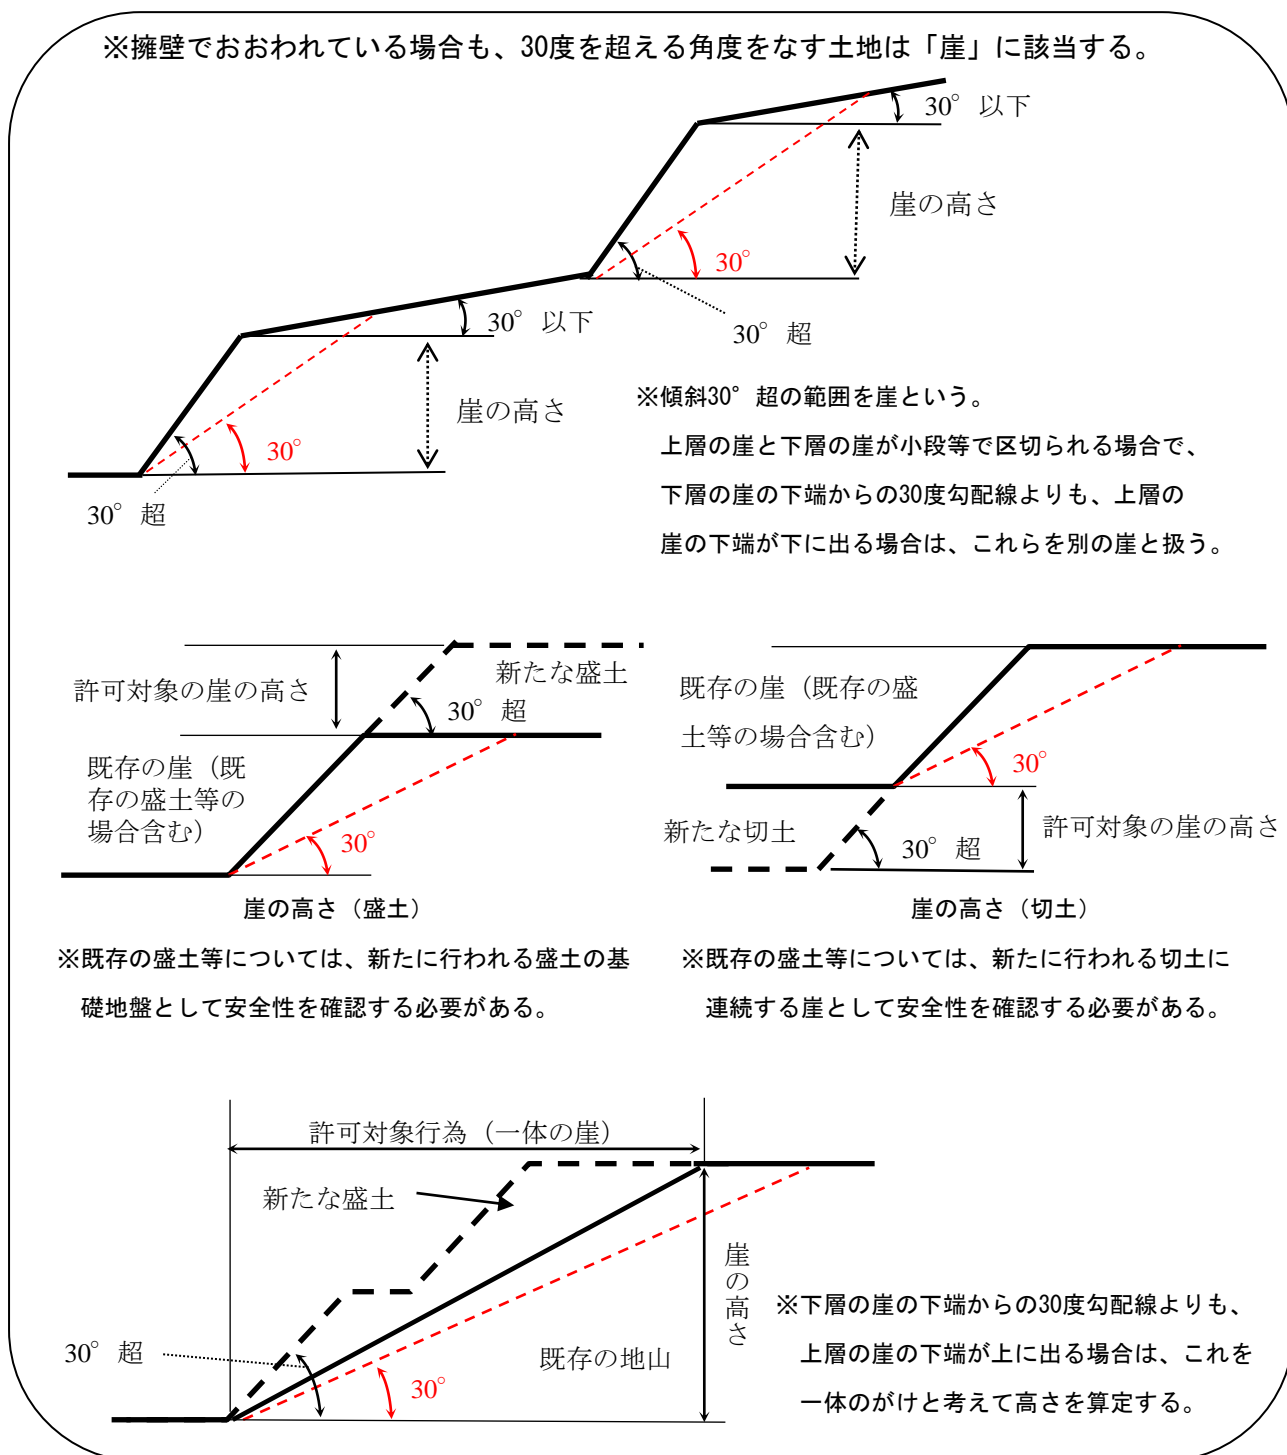 ※擁壁でおおわれている場合も、30度を超える角度をなす土地は「崖」に該当する。
30° 以下
崖の高さ
30°
30° 超
30° 以下
崖の高さ
30°
30° 超
※傾斜30°超の範囲を崖という。
上層の崖と下層の崖が小段等で区切られる場合で、
下層の崖の下端からの30度勾配線よりも、上層の
崖の下端が下に出る場合は、これらを別の崖と扱う。
許可対象の崖の高さ
新たな盛土
30° 超
既存の崖（既
存の盛土等の
場合含む）
30°
崖の高さ（盛土）
※既存の盛土等については、新たに行われる盛土の基
礎地盤として安全性を確認する必要がある。
既存の崖（既存の盛
土等の場合含む）
30°
新たな切土
30° 超
許可対象の崖の高さ
崖の高さ（切土）
※既存の盛土等については、新たに行われる切土に
連続する崖として安全性を確認する必要がある。
許可対象行為（一体の崖）
新たな盛土
崖の高さ
30° 超
30°
既存の地山
※下層の崖の下端からの30度勾配線よりも、
上層の崖の下端が上に出る場合は、これを
一体のがけと考えて高さを算定する。